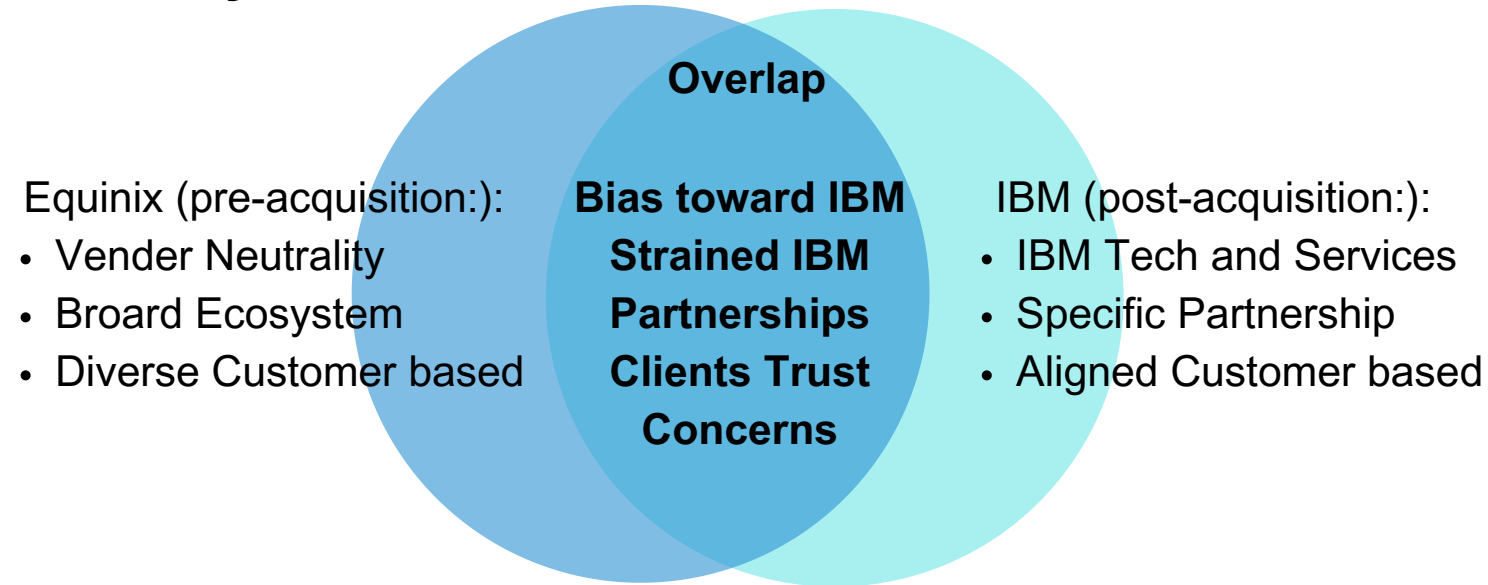 Overlap
Equinix (pre-acquisition:):
• Vender Neutrality
• Broard Ecosystem
• Diverse Customer based
Bias toward IBM
Strained IBM
Partnerships
Clients Trust
Concerns
IBM (post-acquisition:):
• IBM Tech and Services
• Specific Partnership
• Aligned Customer based